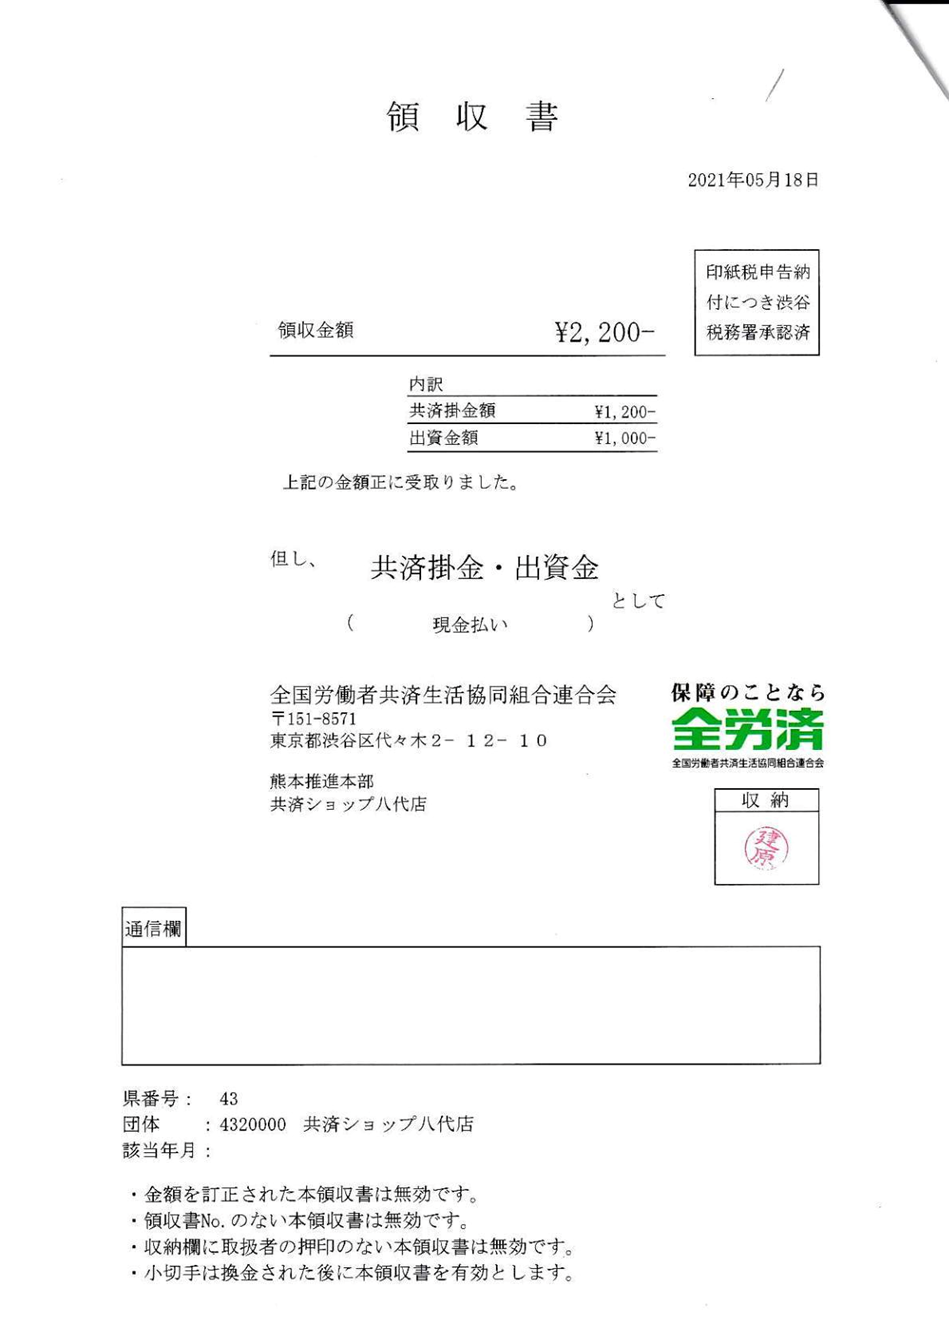 領 収 書
2021年05月18日
印紙税申告納
付につき渋谷
税務署承認済
領収金額 ¥2,200-
内訳
共済掛金額 ¥1,200-
出資金額 ¥1,000-
上記の金額正に受取りました。
但し、 共済掛金・出資金
として
( 現金払い )
全国労働者共済生活協同組合連合会
〒151-8571
東京都渋谷区代々木2-12-10
熊本推進本部
共済ショップ八代店
保障のことなら
全労済
全国労働者共済生活協同組合連合会
収 納
建原
通信欄
県番号: 43
団体 : 4320000 共済ショップ八代店
該当年月:
・金額を訂正された本領収書は無効です。
・領収書No.のない本領収書は無効です。
・収納欄に取扱者の押印のない本領収書は無効です。
・小切手は換金された後に本領収書を有効とします。